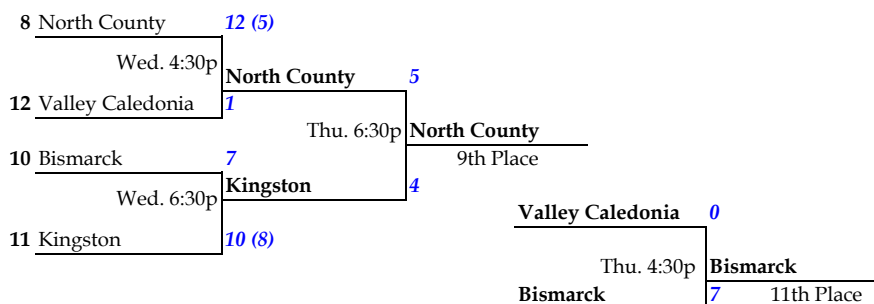 8 North County 12 (5)
Wed. 4:30p
North County 5
12 Valley Caledonia 1
Thu. 6:30p North County
10 Bismarck 7
9th Place
Wed. 6:30p
Kingston 4
11 Kingston 10 (8)
Valley Caledonia 0
Thu. 4:30p Bismarck
Bismarck 7 11th Place